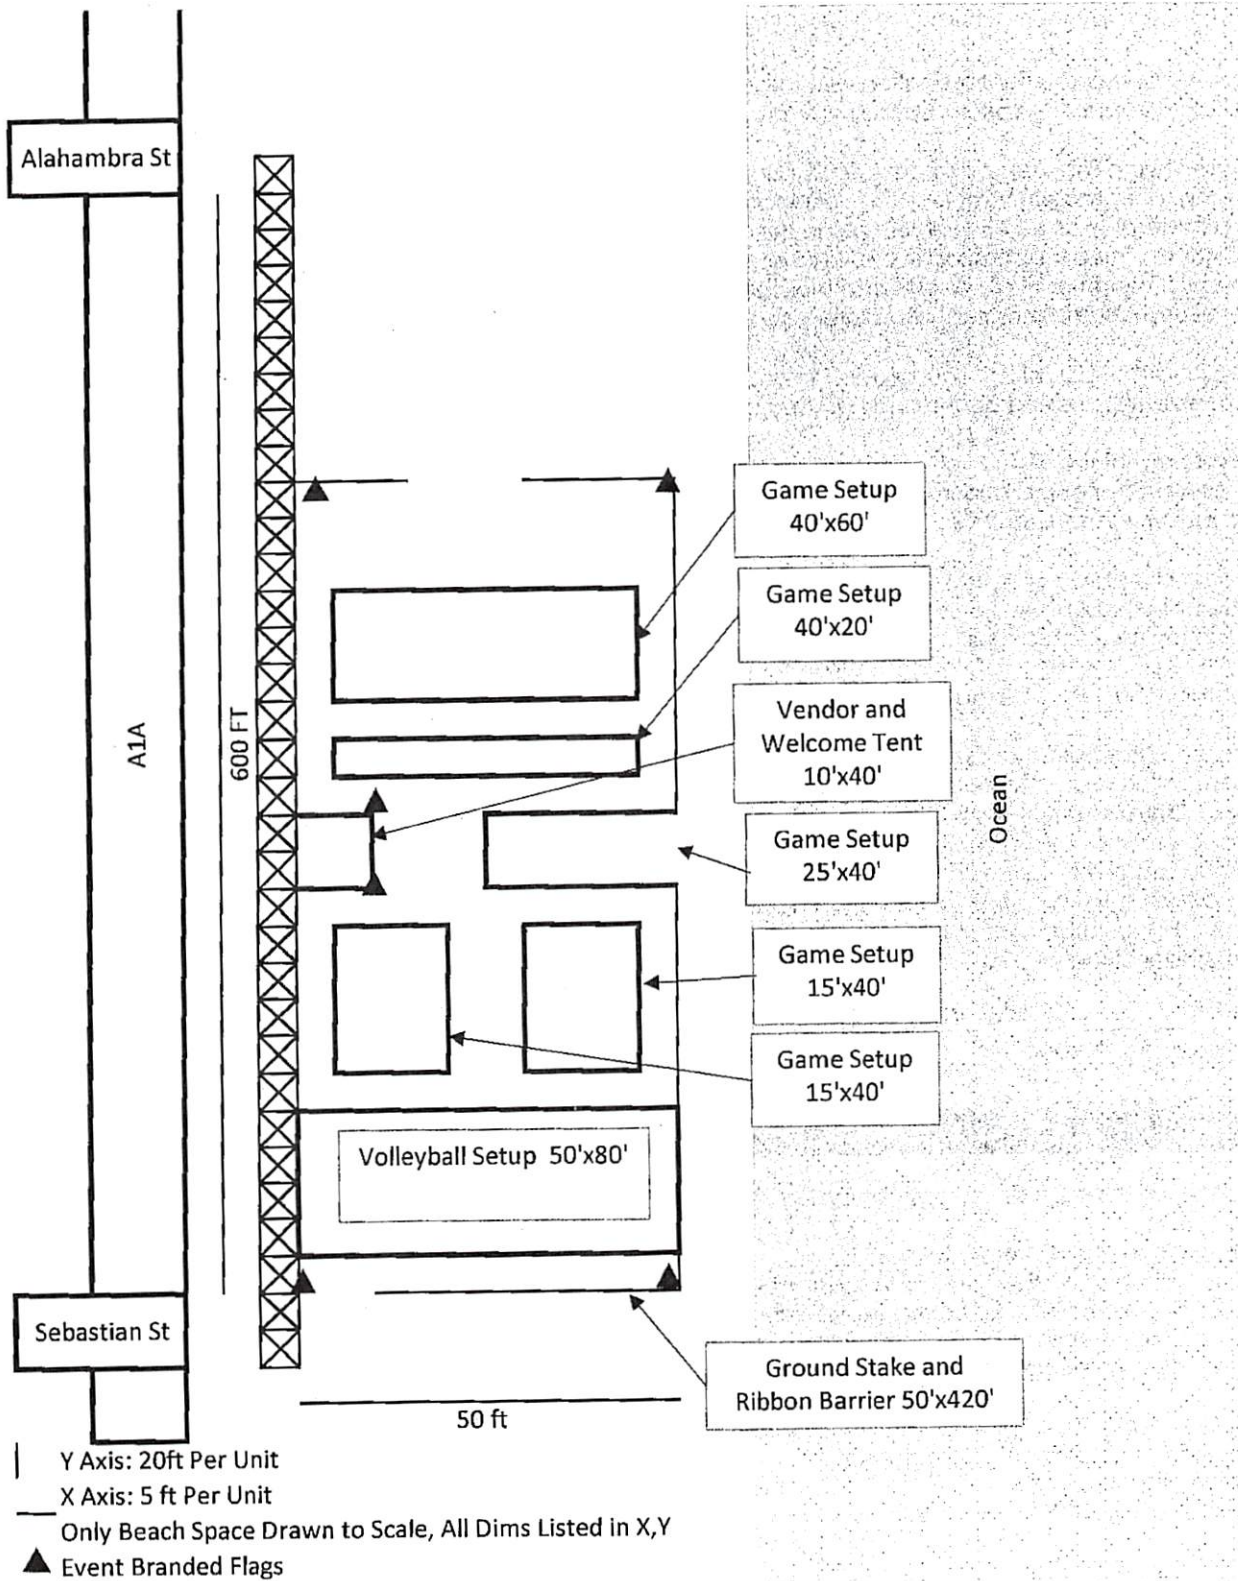 Alahambra St
A1A
600 FT
Game Setup
40'x60'
Game Setup
40'x20'
Vendor and
Welcome Tent
10'x40'
Game Setup
25'x40'
Ocean
Game Setup
15'x40'
Game Setup
15'x40'
Volleyball Setup 50'x80'
Sebastian St
Ground Stake and
Ribbon Barrier 50'x420'
50 ft
Y Axis: 20ft Per Unit
X Axis: 5 ft Per Unit
Only Beach Space Drawn to Scale, All Dims Listed in X,Y
Event Branded Flags